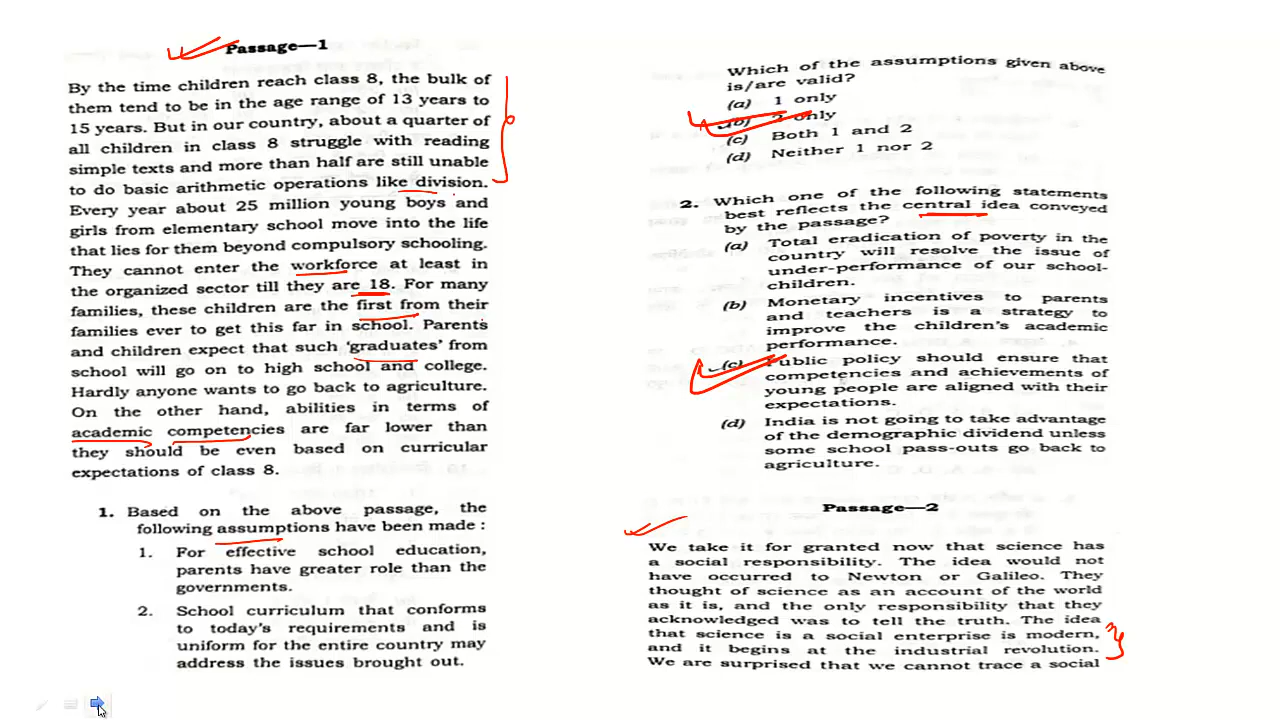 Passage—1
By the time children reach class 8, the bulk of
them tend to be in the age range of 13 years to
15 years. But in our country, about a quarter of
all children in class 8 struggle with reading
simple texts and more than half are still unable
to do basic arithmetic operations like division.
Every year about 25 million young boys and
girls from elementary school move into the life
that lies for them beyond compulsory schooling.
They cannot enter the workforce at least in
the organized sector till they are 18. For many
families, these children are the first from their
families ever to get this far in school. Parents
and children expect that such 'graduates' from
school will go on to high school and college.
Hardly anyone wants to go back to agriculture.
On the other hand, abilities in terms of
academic competencies are far lower than
they should be even based on curricular
expectations of class 8.
1. Based on the above passage, the
following assumptions have been made :
1. For effective school education,
parents have greater role than the
governments.
2. School curriculum that conforms
to today's requirements and is
uniform for the entire country may
address the issues brought out.
Which of the assumptions given above
is/are valid?
(a) 1 only
(b) 2 only
(c) Both 1 and 2
(d) Neither 1 nor 2
2. Which one of the following statements
best reflects the central idea conveyed
by the passage?
(a) Total eradication of poverty in the
country will resolve the issue of
under-performance of our school-
children.
(b) Monetary incentives to parents
and teachers is a strategy to
improve the children's academic
performance.
(c) Public policy should ensure that
competencies and achievements of
young people are aligned with their
expectations.
(d) India is not going to take advantage
of the demographic dividend unless
some school pass-outs go back to
agriculture.
Passage—2
We take it for granted now that science has
a social responsibility. The idea would not
have occurred to Newton or Galileo. They
thought of science as an account of the world
as it is, and the only responsibility that they
acknowledged was to tell the truth. The idea
that science is a social enterprise is modern,
and it begins at the industrial revolution.
We are surprised that we cannot trace a social